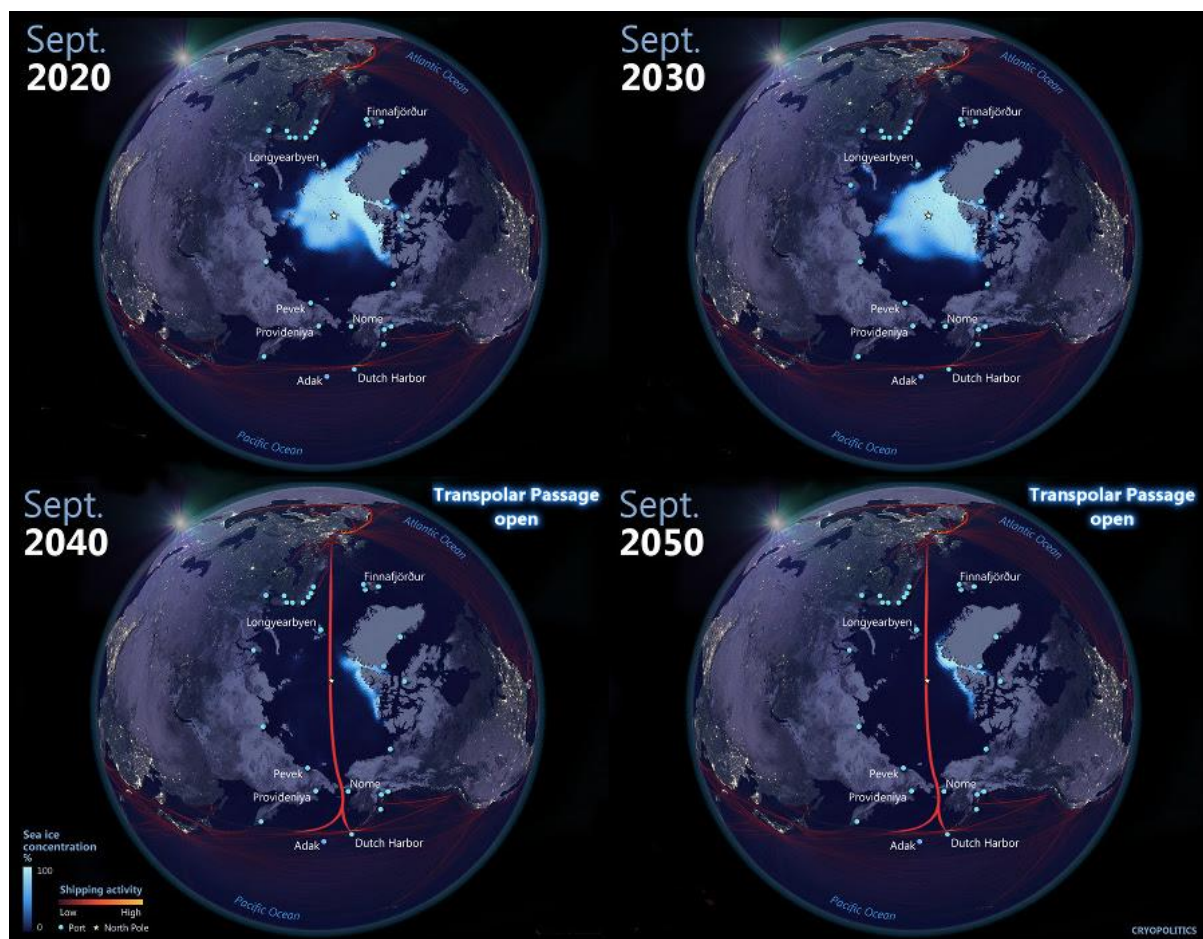 Sept.
2020
Atlantic Ocean
Finnafjörður
Longyearbyen
Pevek
Nome
Provideniya
Adak
Dutch Harbor
Pacific Ocean
Sept.
2030
Atlantic Ocean
Finnafjörður
Longyearbyen
Pevek
Nome
Provideniya
Adak
Dutch Harbor
Pacific Ocean
Sept.
2040
Transpolar Passage
open
Atlantic Ocean
Finnafjörður
Longyearbyen
Pevek
Nome
Provideniya
Adak
Dutch Harbor
Pacific Ocean
Sea ice
concentration
%
100
0
Shipping activity
Low High
Port North Pole
Sept.
2050
Transpolar Passage
open
Atlantic Ocean
Finnafjörður
Longyearbyen
Pevek
Nome
Provideniya
Adak
Dutch Harbor
Pacific Ocean
CRYOPOLITICS